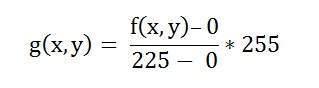 g(x,y) = f(x,y)– 0 / 225 − 0 * 255